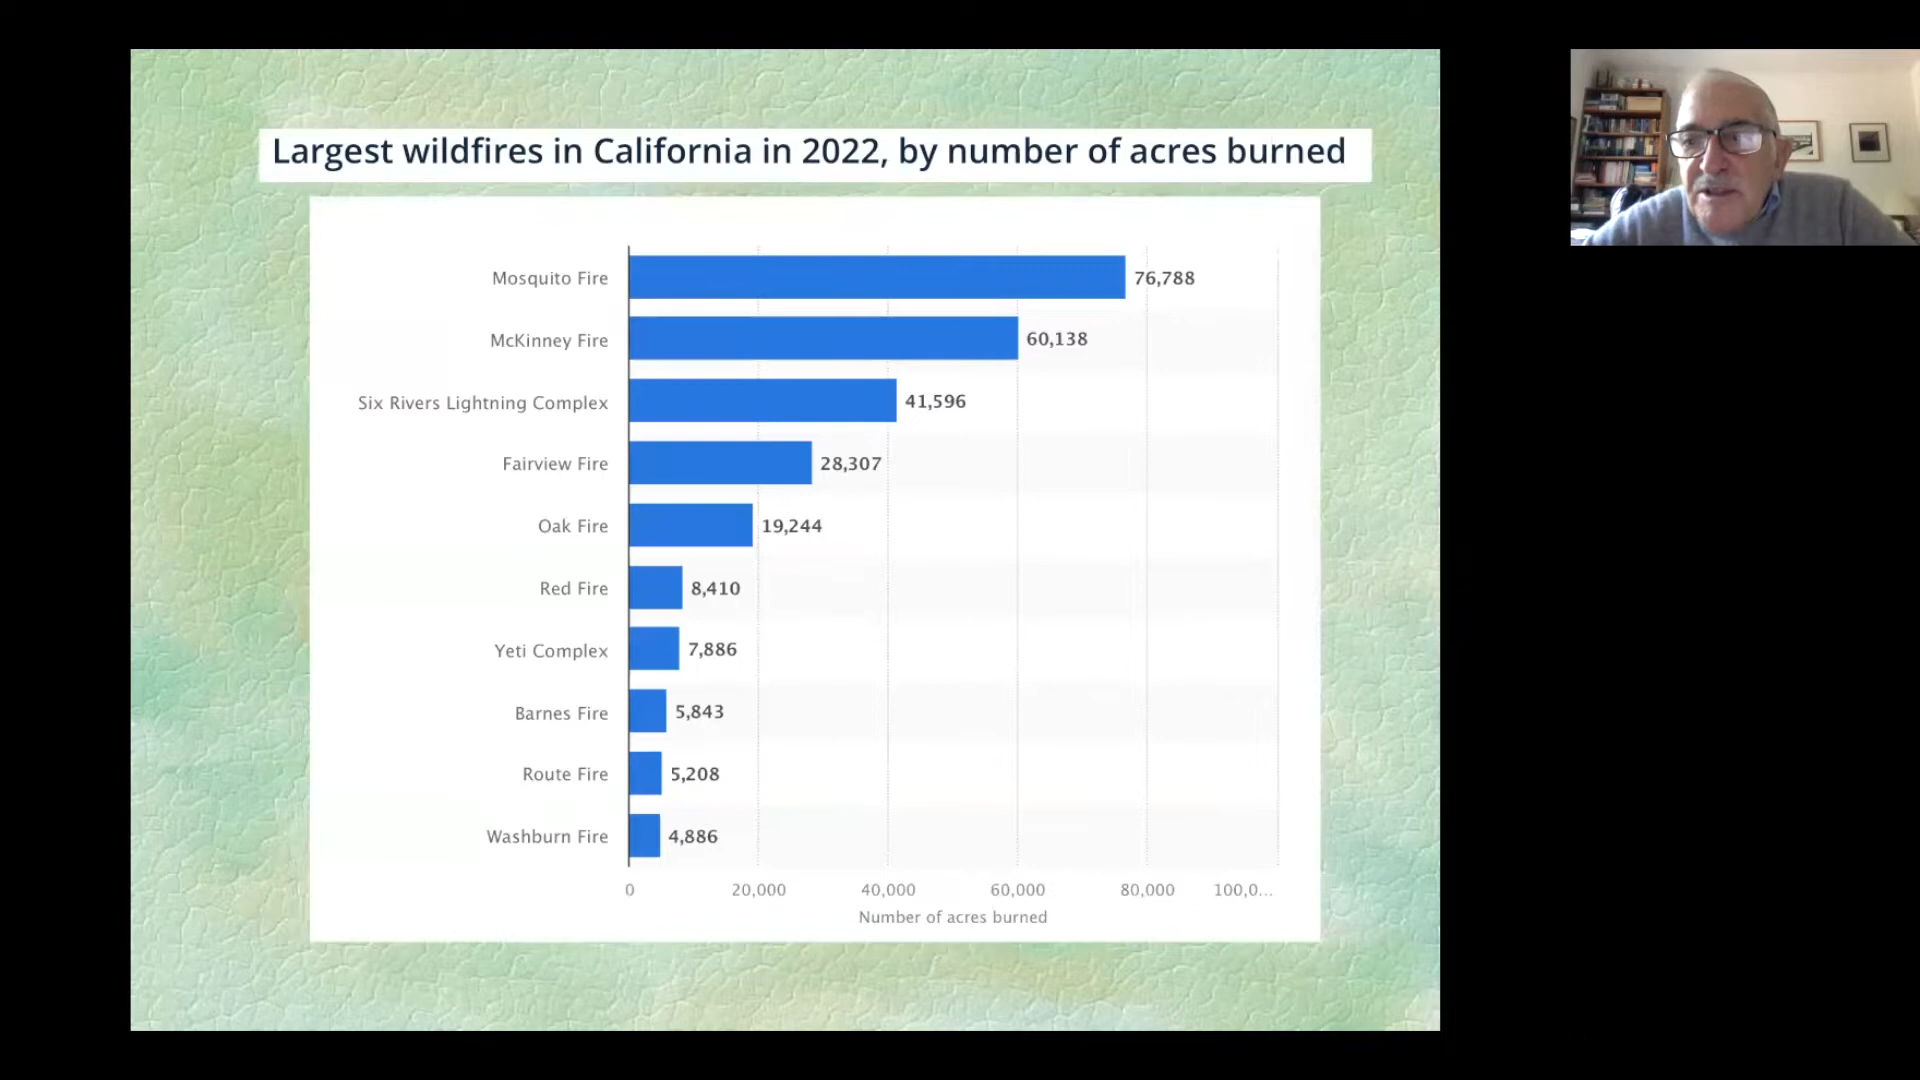 Largest wildfires in California in 2022, by number of acres burned
Mosquito Fire 76,788
McKinney Fire 60,138
Six Rivers Lightning Complex 41,596
Fairview Fire 28,307
Oak Fire 19,244
Red Fire 8,410
Yeti Complex 7,886
Barnes Fire 5,843
Route Fire 5,208
Washburn Fire 4,886
0 20,000 40,000 60,000 80,000 100,0...
Number of acres burned